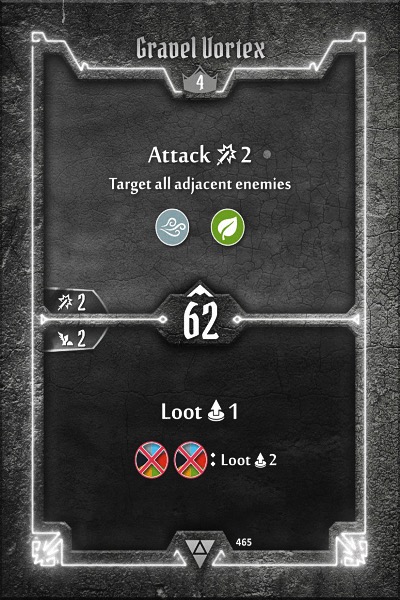 Gravel Vortex
4
Attack 2
Target all adjacent enemies
2
62
2
Loot 1
: Loot 2
465